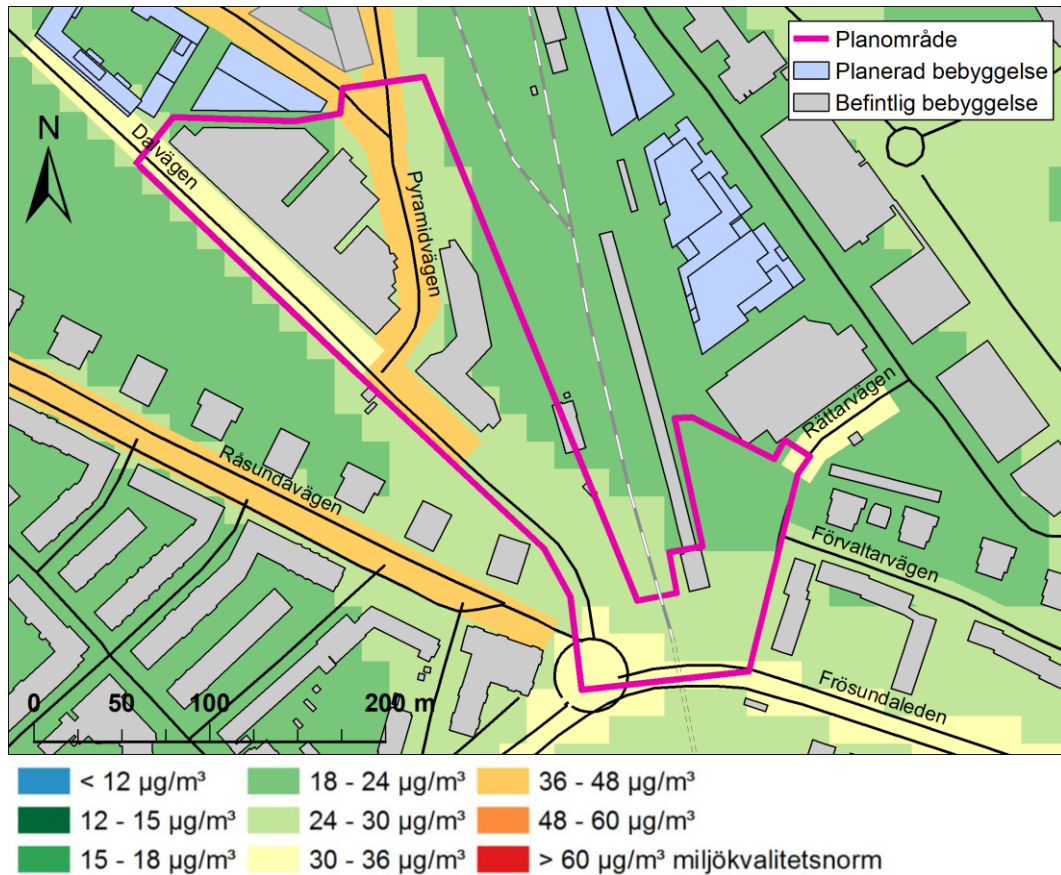 Planområde
Planerad bebyggelse
Befintlig bebyggelse
N
Dalvägen
Pyramidvägen
Rättarvägen
Råsundavägen
Förvaltarvägen
Frösundaleden
0 50 100 200 m
< 12 µg/m³ 18 - 24 µg/m³ 36 - 48 µg/m³
12 - 15 µg/m³ 24 - 30 µg/m³ 48 - 60 µg/m³
15 - 18 µg/m³ 30 - 36 µg/m³ > 60 µg/m³ miljökvalitetsnorm